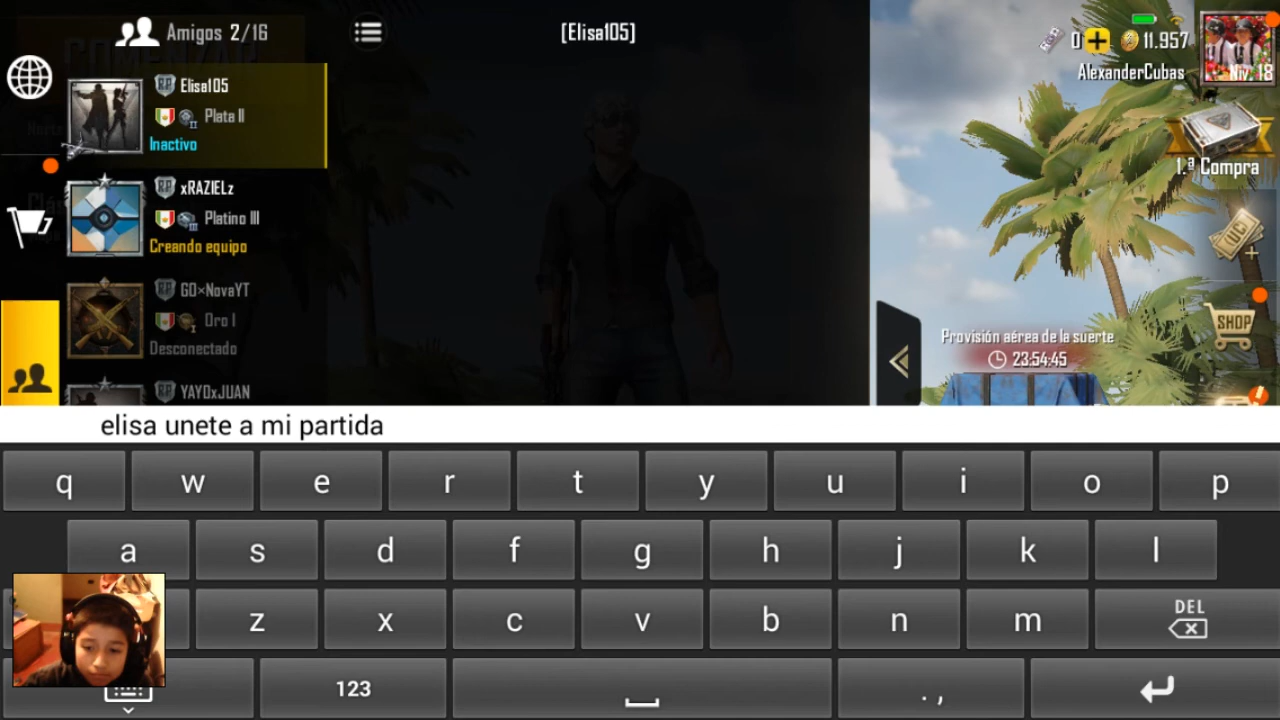 Amigos 2/16
[Elisa105]
0
11.957
AlexanderCubas
Niv. 18
1.ª Compra
Elisa105
Plata II
Inactivo
xRAZIELz
Platino III
Creando equipo
GO×NovaYT
Oro I
Desconectado
YAYOxJUAN
UC
SHOP
Provisión aérea de la suerte
23:54:45
elisa unete a mi partida
q w e r t y u i o p
a s d f g h j k l
z x c v b n m DEL
123 . ,